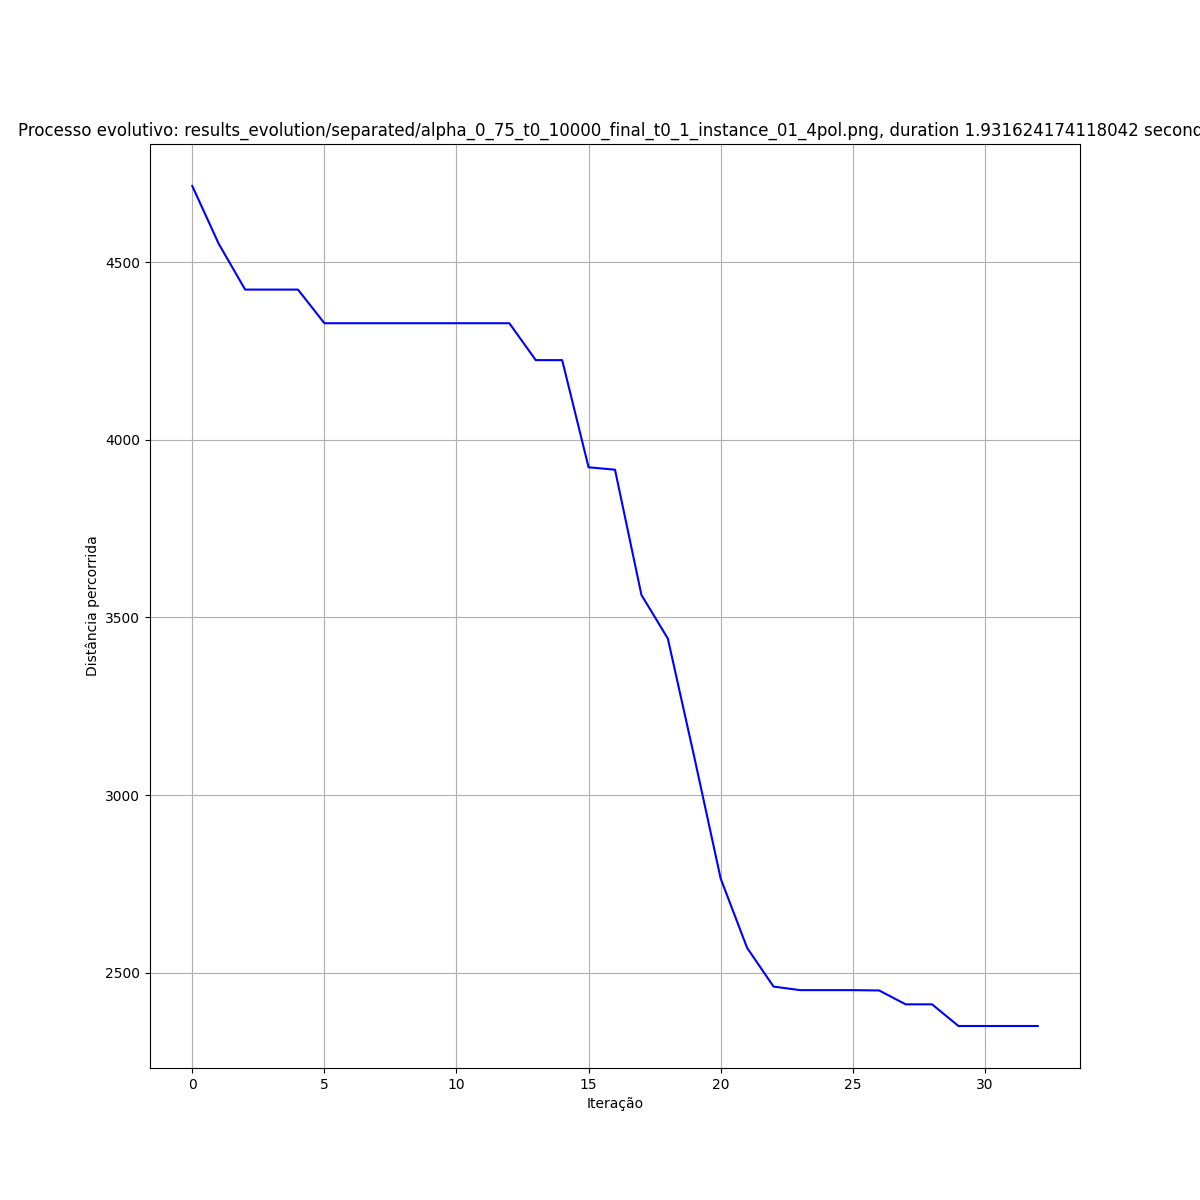 Processo evolutivo: results_evolution/separated/alpha_0_75_t0_10000_final_t0_1_instance_01_4pol.png, duration 1.931624174118042 second
4500
4000
3500
3000
2500
Distância percorrida
0 5 10 15 20 25 30
Iteração